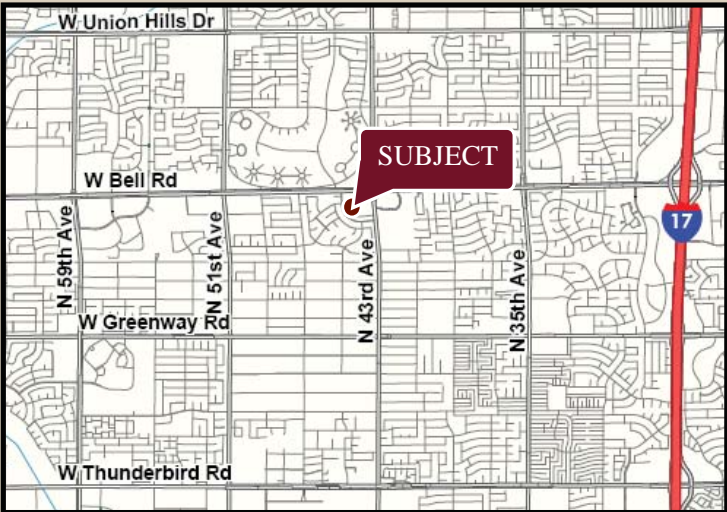 W Union Hills Dr
SUBJECT
W Bell Rd
17
N 59th Ave
N 51st Ave
N 43rd Ave
N 35th Ave
W Greenway Rd
W Thunderbird Rd